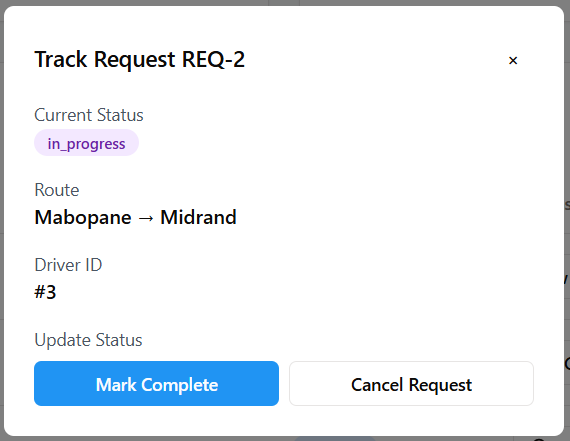 Track Request REQ-2
×
Current Status
in_progress
Route
Mabopane → Midrand
Driver ID
#3
Update Status
Mark Complete
Cancel Request